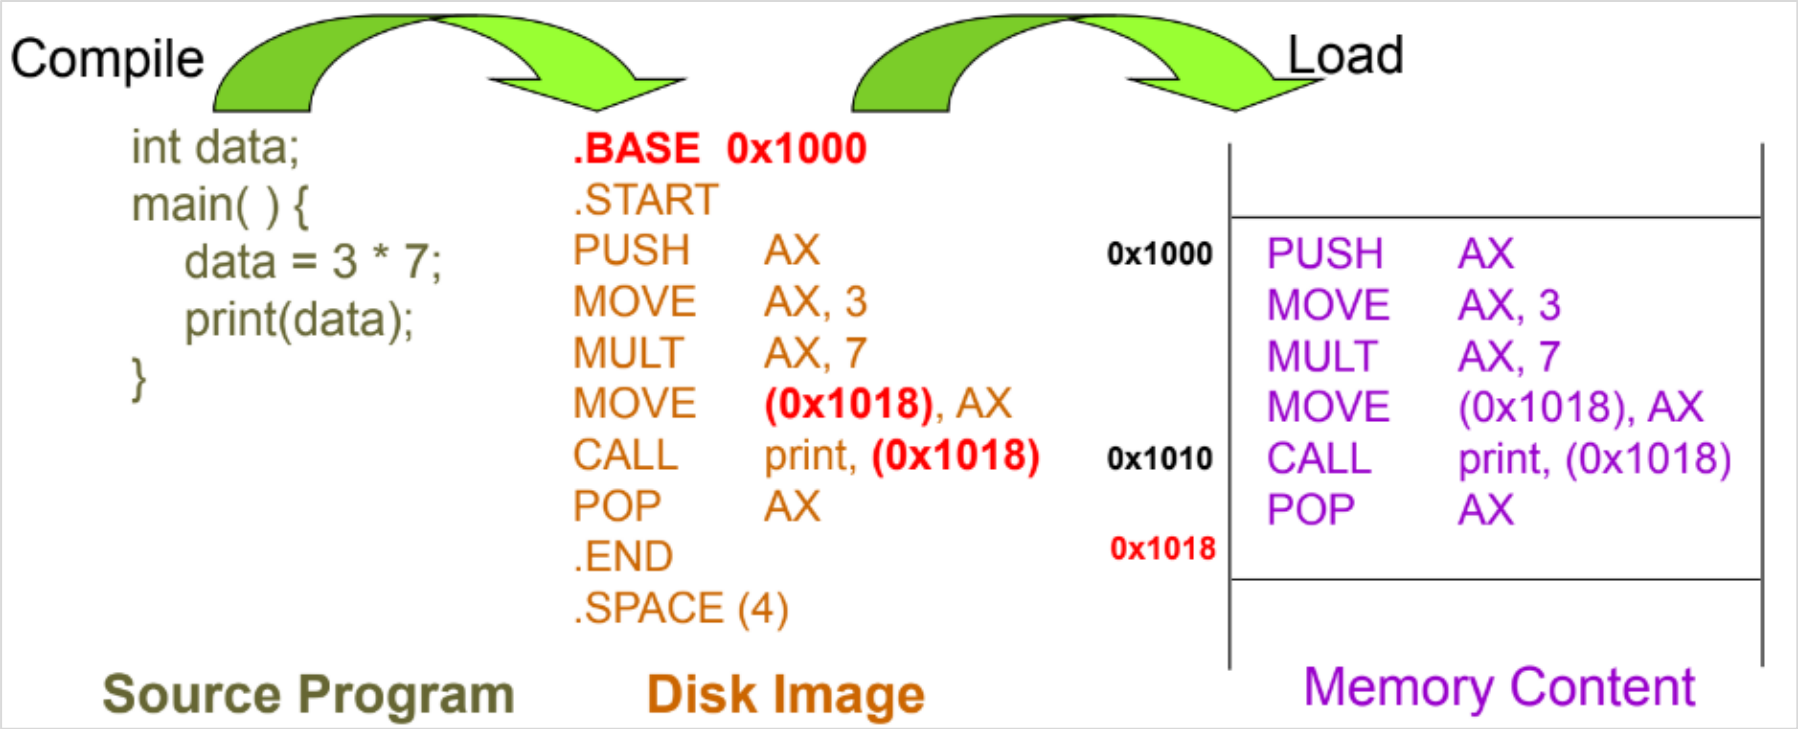 Compile
Load
int data;
main( ) {
data = 3 * 7;
print(data);
}
Source Program
.BASE 0x1000
.START
PUSH AX
MOVE AX, 3
MULT AX, 7
MOVE (0x1018), AX
CALL print, (0x1018)
POP AX
.END
.SPACE (4)
Disk Image
0x1000 PUSH AX
MOVE AX, 3
MULT AX, 7
MOVE (0x1018), AX
0x1010 CALL print, (0x1018)
POP AX
0x1018
Memory Content